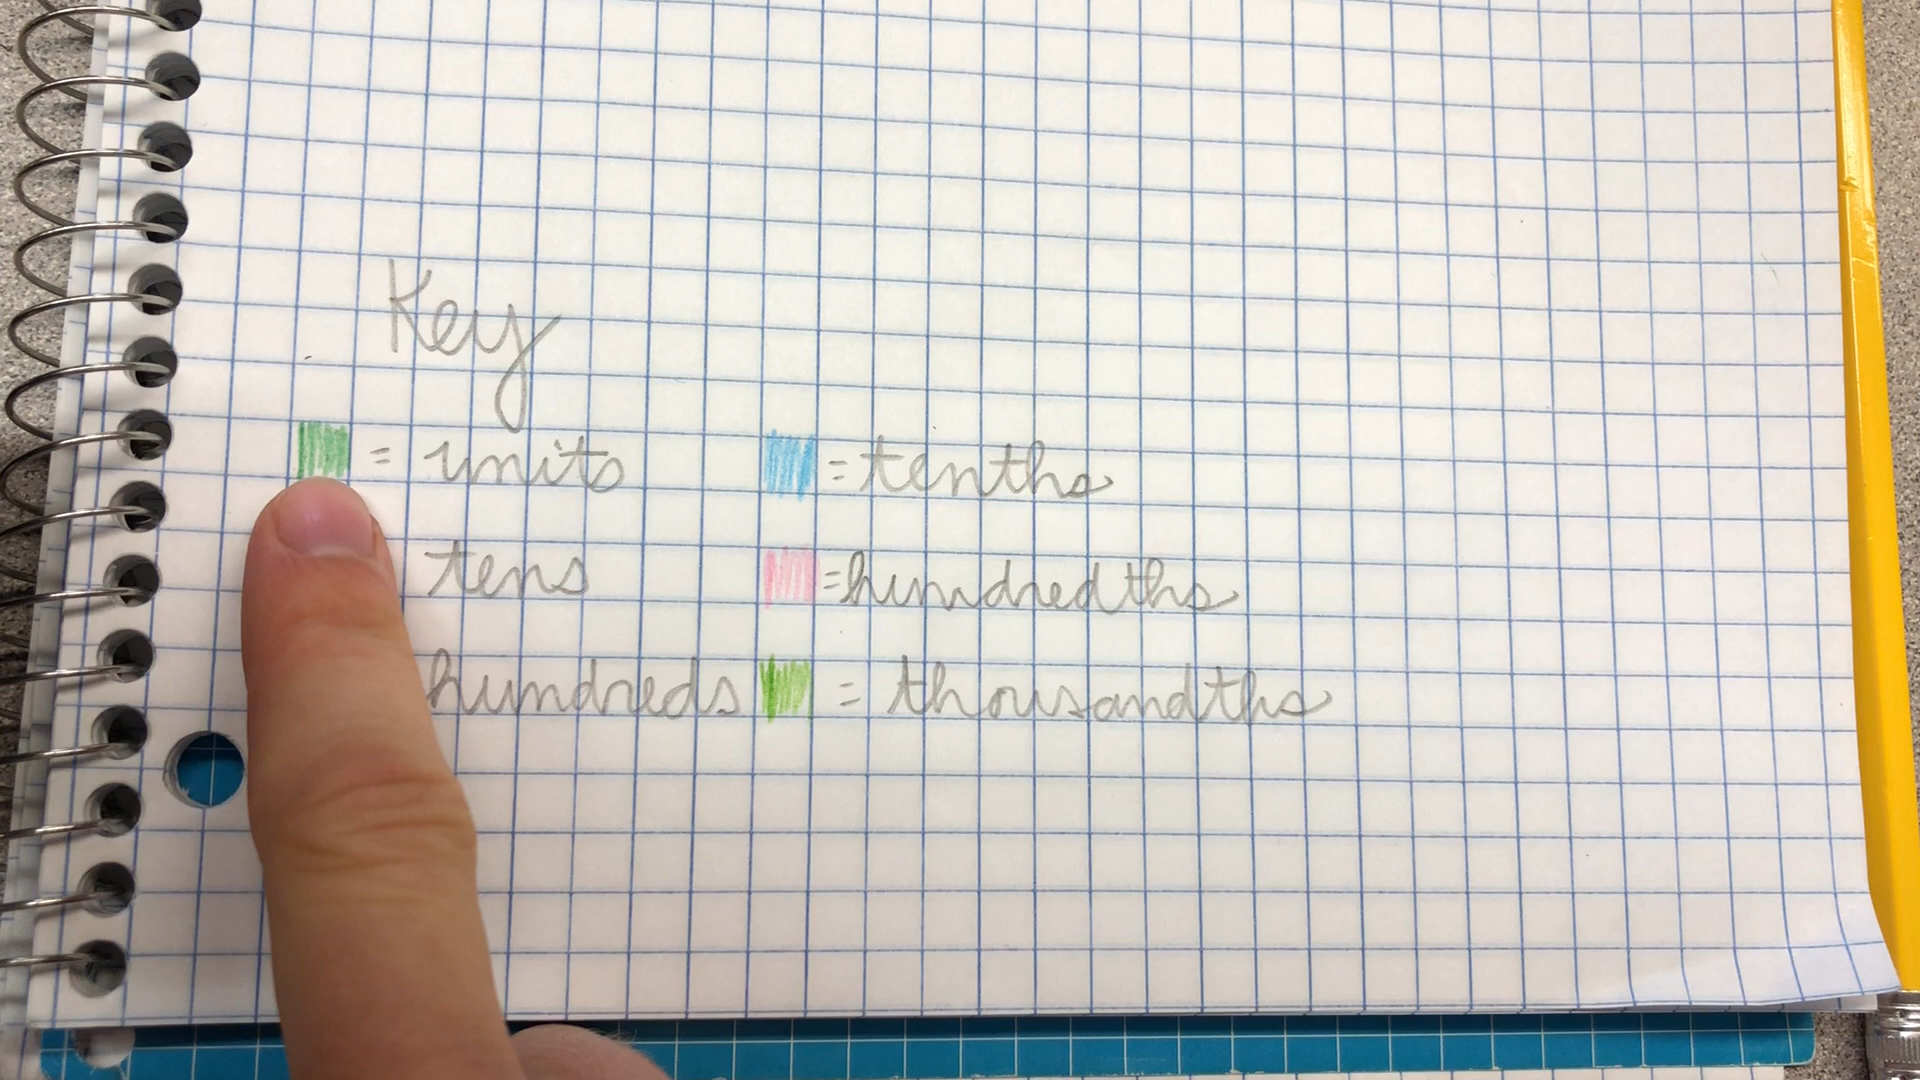 Key
= units = tenths
tens = hundredths
hundreds = thousandths